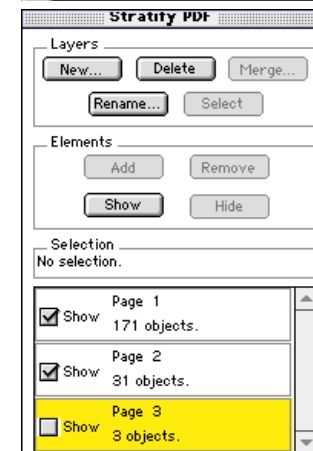 Stratify PDF
Layers
New... Delete Merge...
Rename... Select
Elements
Add Remove
Show Hide
Selection
No selection.
Page 1
Show
171 objects.
Page 2
Show
31 objects.
Page 3
Show
3 objects.